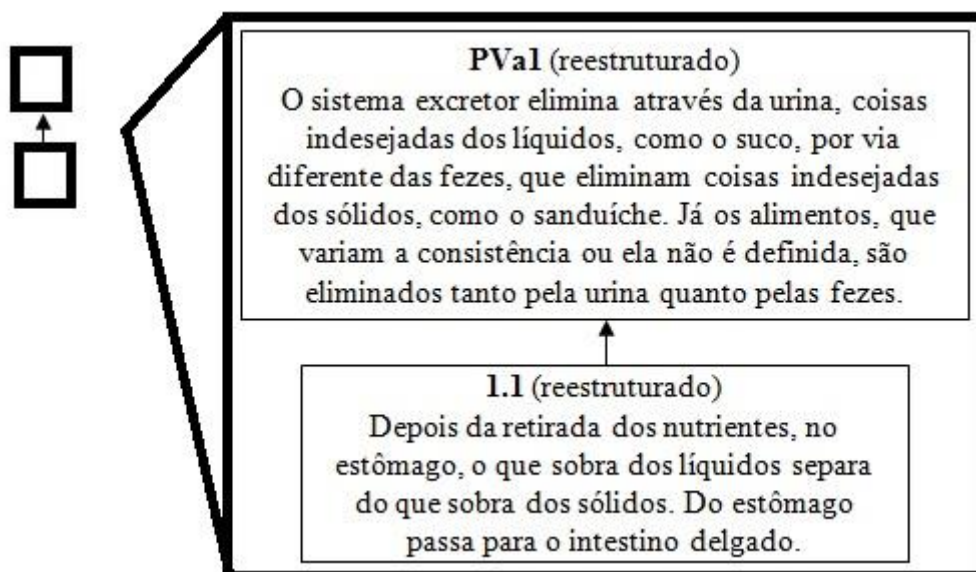 PVa1 (reestruturado)
O sistema excretor elimina através da urina, coisas
indesejadas dos líquidos, como o suco, por via
diferente das fezes, que eliminam coisas indesejadas
dos sólidos, como o sanduíche. Já os alimentos, que
variam a consistência ou ela não é definida, são
eliminados tanto pela urina quanto pelas fezes.
1.1 (reestruturado)
Depois da retirada dos nutrientes, no
estômago, o que sobra dos líquidos separa
do que sobra dos sólidos. Do estômago
passa para o intestino delgado.